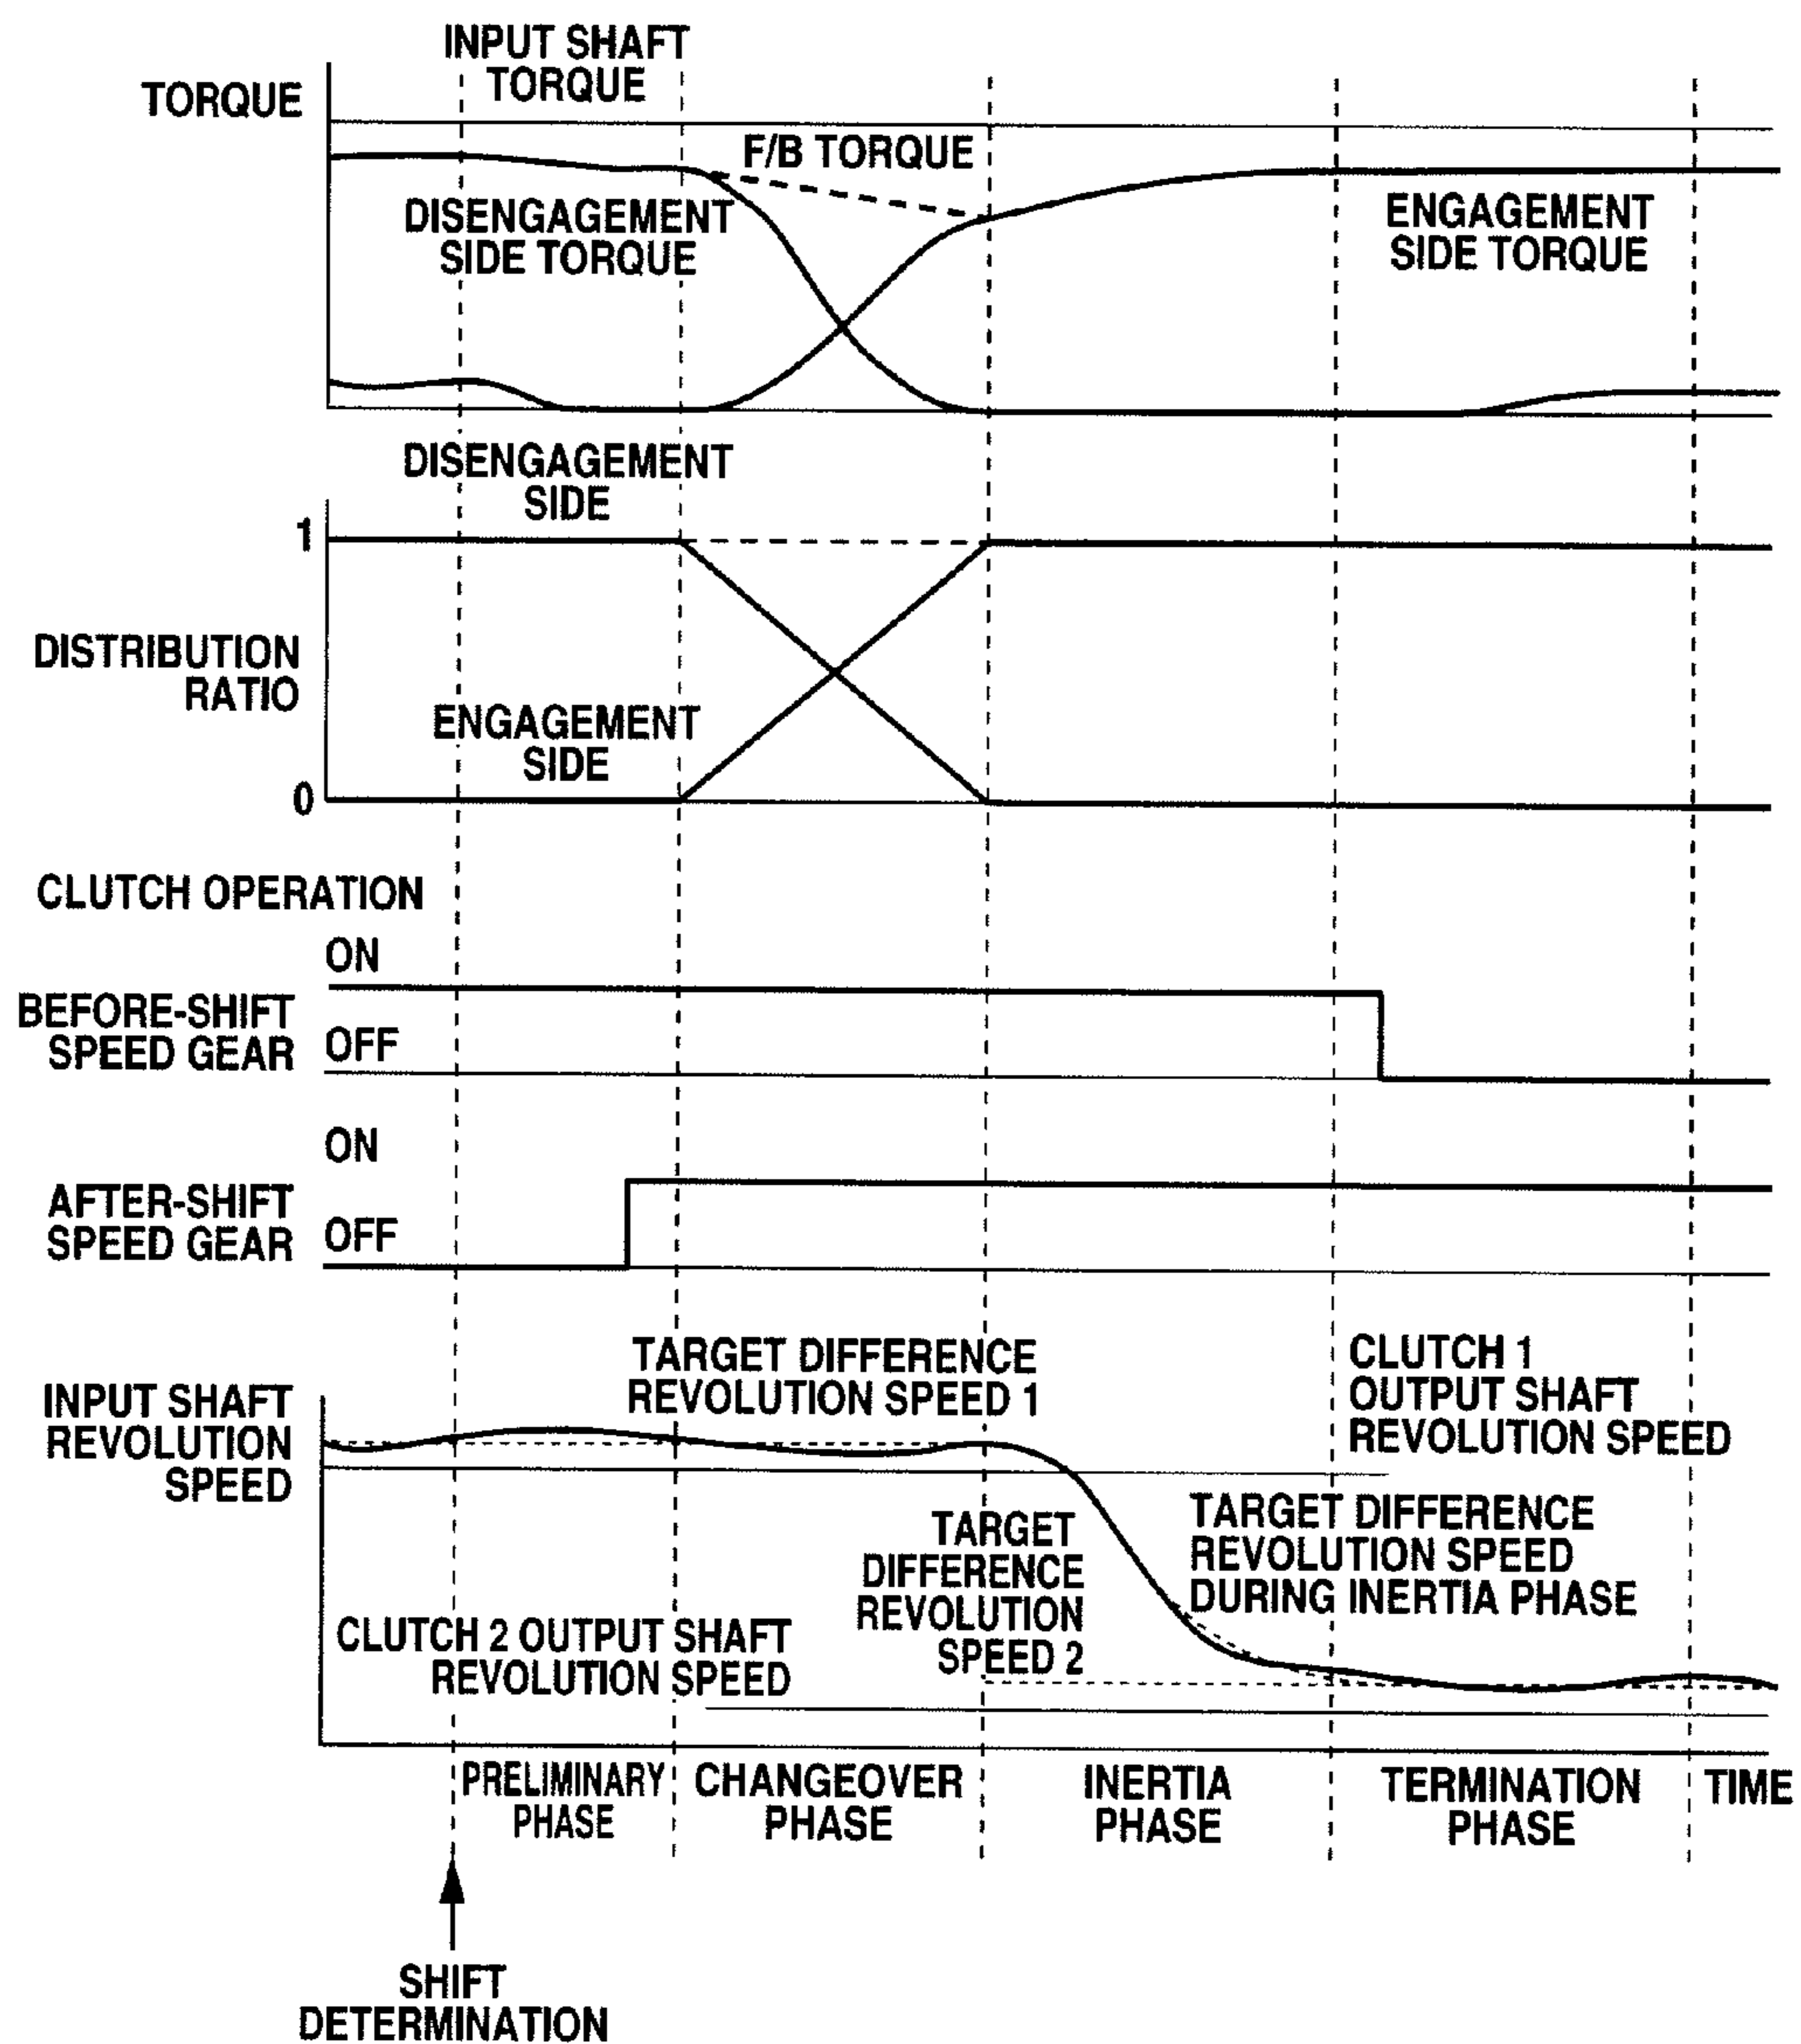 INPUT SHAFT
TORQUE
TORQUE
F/B TORQUE
DISENGAGEMENT
SIDE TORQUE
ENGAGEMENT
SIDE TORQUE
DISENGAGEMENT
SIDE
1
DISTRIBUTION
RATIO
ENGAGEMENT
SIDE
0
CLUTCH OPERATION
ON
BEFORE-SHIFT
SPEED GEAR
OFF
ON
AFTER-SHIFT
SPEED GEAR
OFF
TARGET DIFFERENCE
REVOLUTION SPEED 1
CLUTCH 1
OUTPUT SHAFT
REVOLUTION SPEED
INPUT SHAFT
REVOLUTION
SPEED
TARGET
DIFFERENCE
REVOLUTION
SPEED 2
TARGET DIFFERENCE
REVOLUTION SPEED
DURING INERTIA PHASE
CLUTCH 2 OUTPUT SHAFT
REVOLUTION SPEED
PRELIMINARY
PHASE
CHANGEOVER
PHASE
INERTIA
PHASE
TERMINATION
PHASE
TIME
SHIFT
DETERMINATION